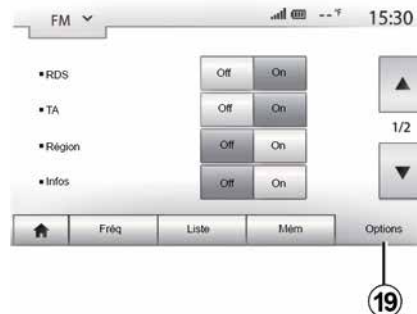 FM --°F 15:30
RDS Off On
TA Off On
1/2
Région Off On
Infos Off On
Fréq Liste Mém Options
19